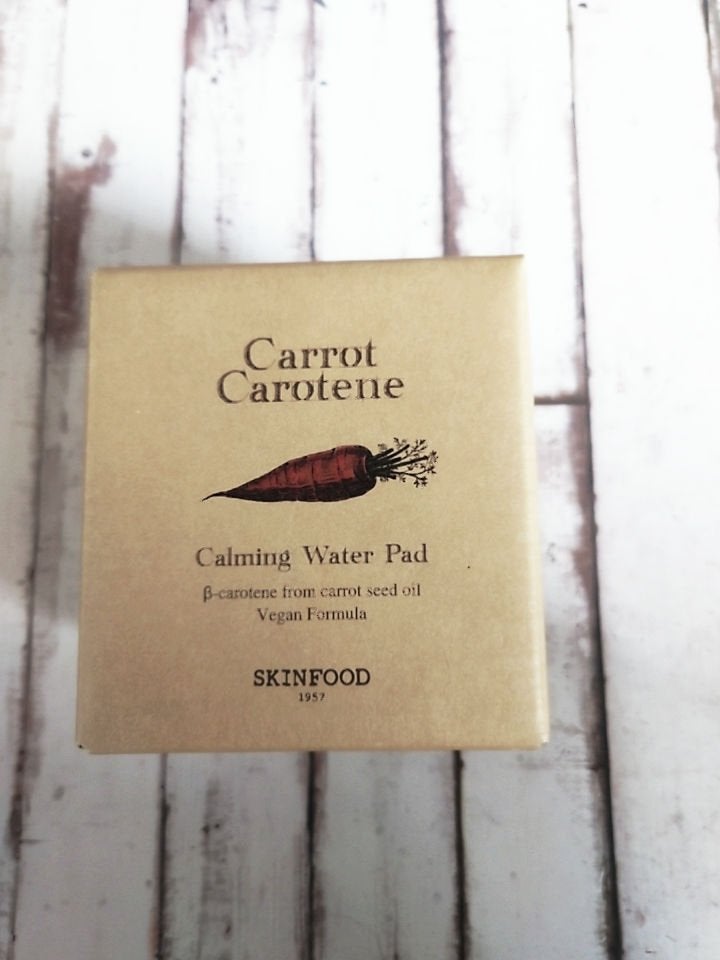 Carrot
Carotene
Calming Water Pad
β-carotene from carrot seed oil
Vegan Formula
SKINFOOD
1957